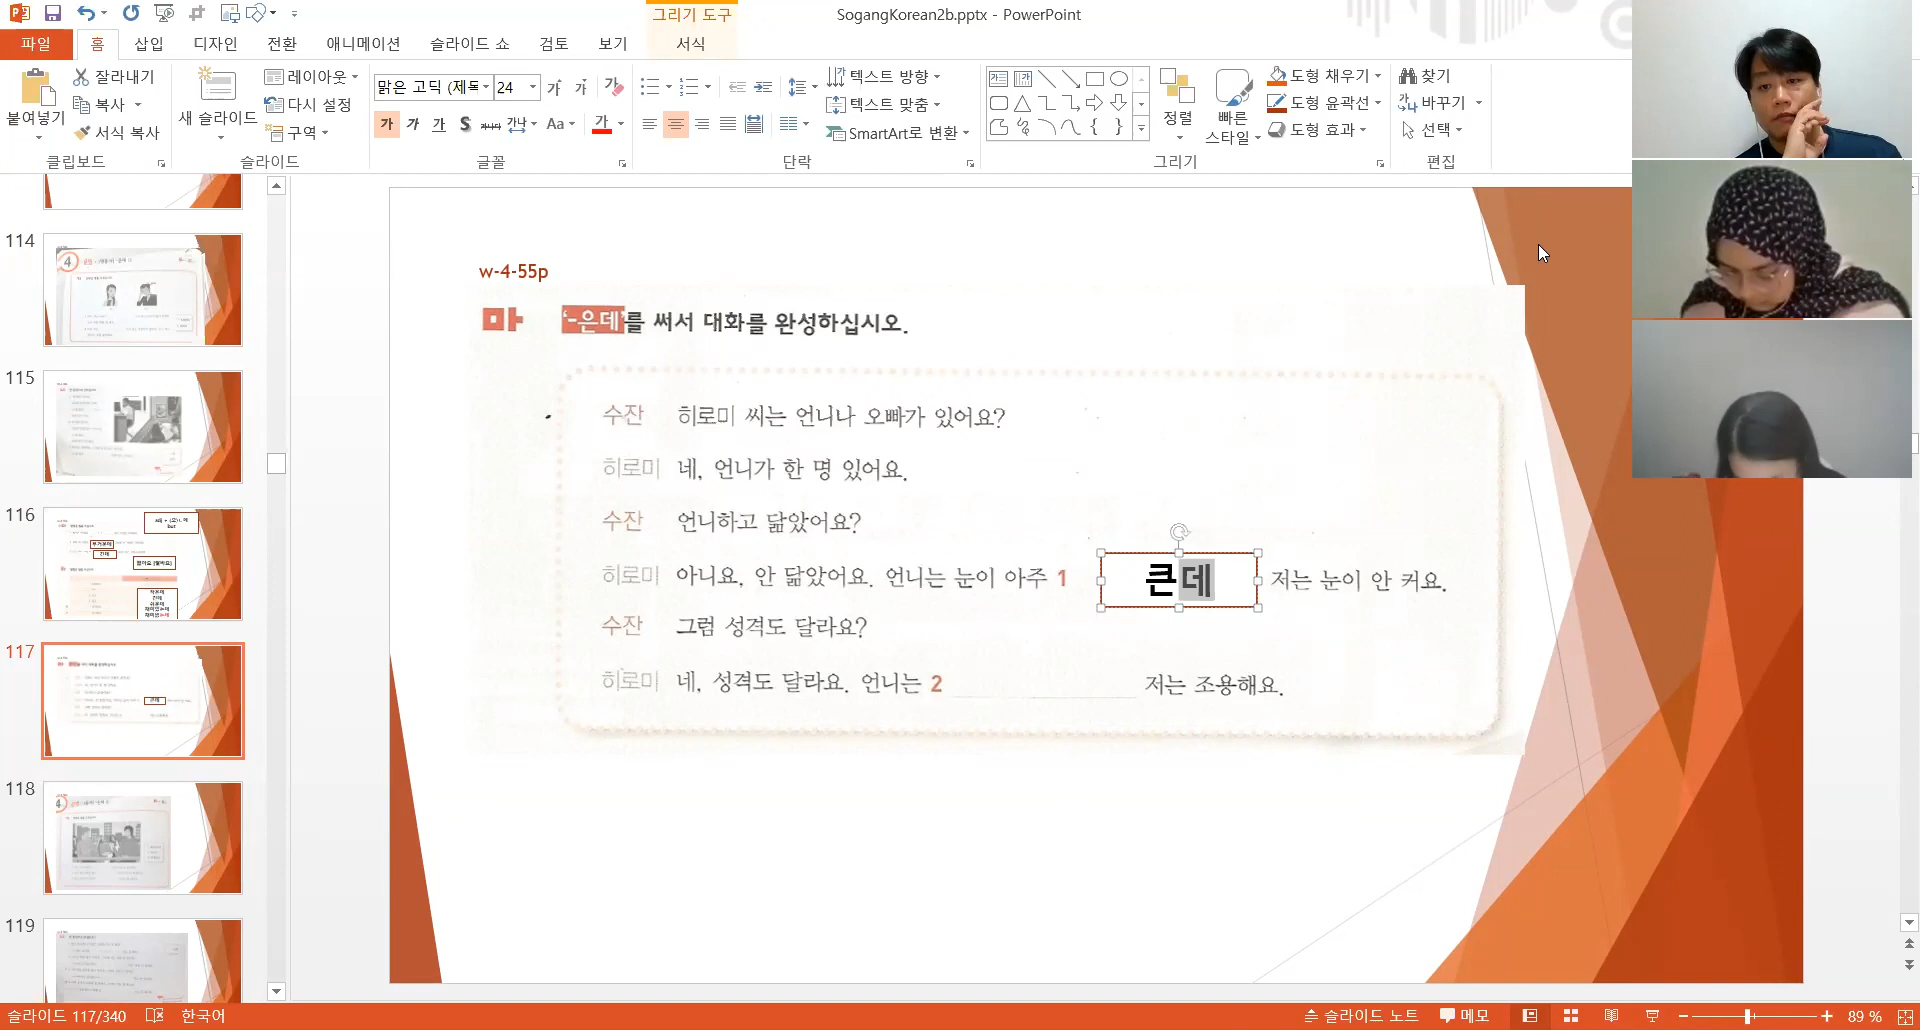 SogangKorean2b.pptx - PowerPoint
그리기 도구
파일
홈
삽입
디자인
전환
애니메이션
슬라이드 쇼
검토
보기
서식
붙여넣기
잘라내기
복사
서식 복사
클립보드
새 슬라이드
레이아웃
다시 설정
구역
슬라이드
맑은 고딕 (제목
24
가
글꼴
텍스트 방향
텍스트 맞춤
SmartArt로 변환
단락
정렬
빠른
스타일
도형 채우기
도형 윤곽선
도형 효과
그리기
찾기
바꾸기
선택
편집
114
115
116
117
118
119
w-4-55p
마 '-은데'를 써서 대화를 완성하십시오.
수잔 히로미 씨는 언니나 오빠가 있어요?
히로미 네, 언니가 한 명 있어요.
수잔 언니하고 닮았어요?
히로미 아니요, 안 닮았어요. 언니는 눈이 아주 1 큰데 저는 눈이 안 커요.
수잔 그럼 성격도 달라요?
히로미 네, 성격도 달라요. 언니는 2 저는 조용해요.
슬라이드 117/340
한국어
슬라이드 노트
메모
89 %